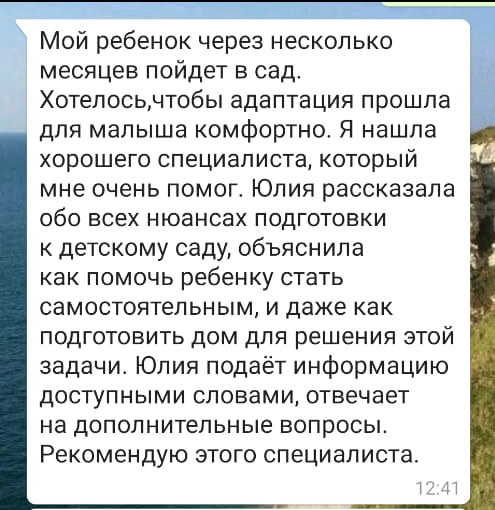 Мой ребенок через несколько
месяцев пойдет в сад.
Хотелось,чтобы адаптация прошла
для малыша комфортно. Я нашла
хорошего специалиста, который
мне очень помог. Юлия рассказала
обо всех нюансах подготовки
к детскому саду, объяснила
как помочь ребенку стать
самостоятельным, и даже как
подготовить дом для решения этой
задачи. Юлия подаёт информацию
доступными словами, отвечает
на дополнительные вопросы.
Рекомендую этого специалиста.
12:41